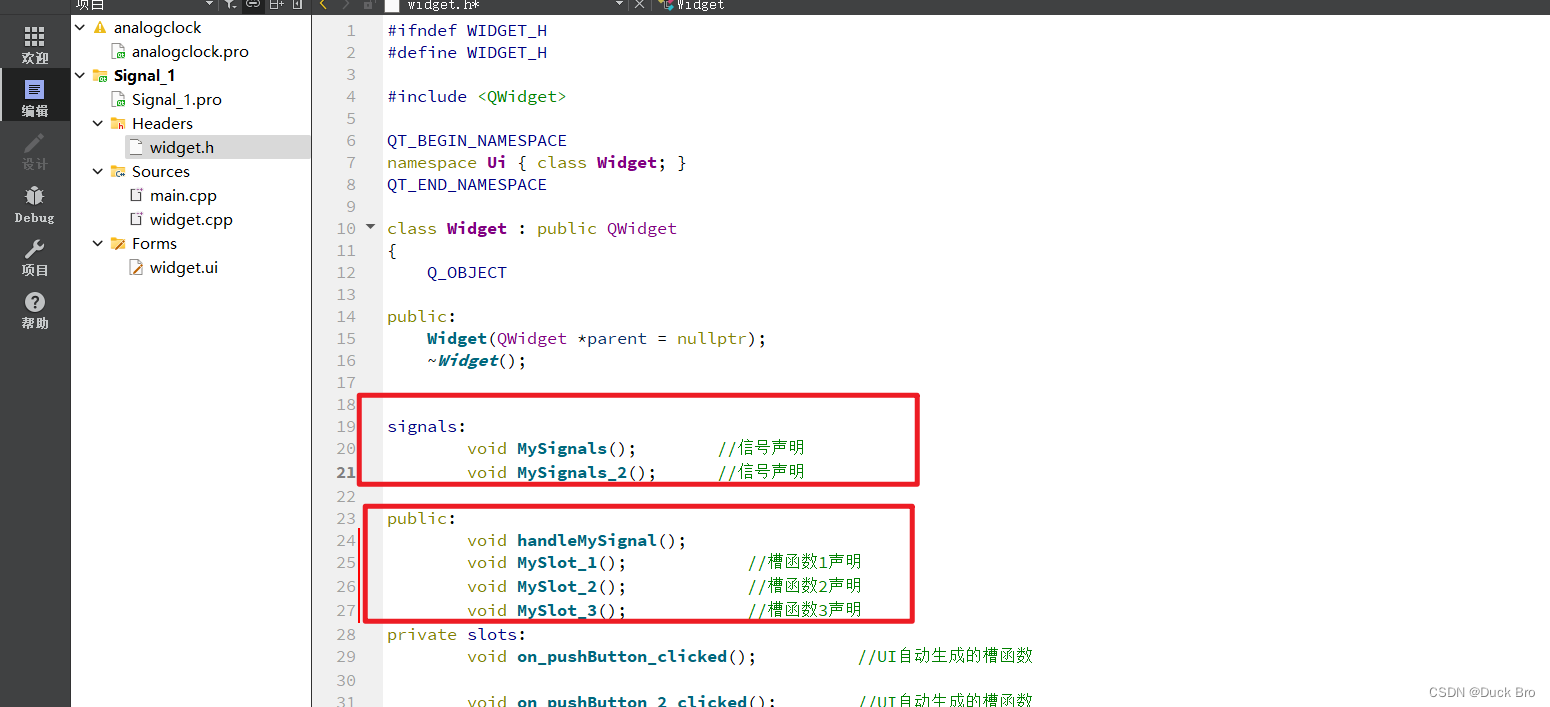 项目
widget.h*
Widget
欢迎
编辑
设计
Debug
项目
帮助
analogclock
analogclock.pro
Signal_1
Signal_1.pro
Headers
widget.h
Sources
main.cpp
widget.cpp
Forms
widget.ui
1 #ifndef WIDGET_H
2 #define WIDGET_H
3
4 #include <QWidget>
5
6 QT_BEGIN_NAMESPACE
7 namespace Ui { class Widget; }
8 QT_END_NAMESPACE
9
10 class Widget : public QWidget
11 {
12 Q_OBJECT
13
14 public:
15 Widget(QWidget *parent = nullptr);
16 ~Widget();
17
18
19 signals:
20 void MySignals(); //信号声明
21 void MySignals_2(); //信号声明
22
23 public:
24 void handleMySignal();
25 void MySlot_1(); //槽函数1声明
26 void MySlot_2(); //槽函数2声明
27 void MySlot_3(); //槽函数3声明
28 private slots:
29 void on_pushButton_clicked(); //UI自动生成的槽函数
30
31 void on_pushButton_2_clicked(); //UI自动生成的槽函数
CSDN @Duck Bro